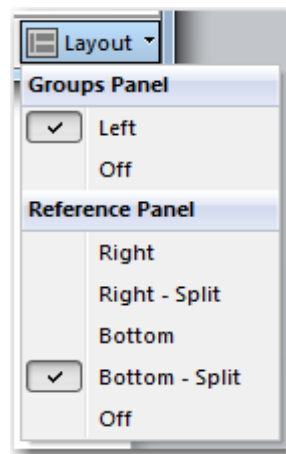 Layout
Groups Panel
Left
Off
Reference Panel
Right
Right - Split
Bottom
Bottom - Split
Off